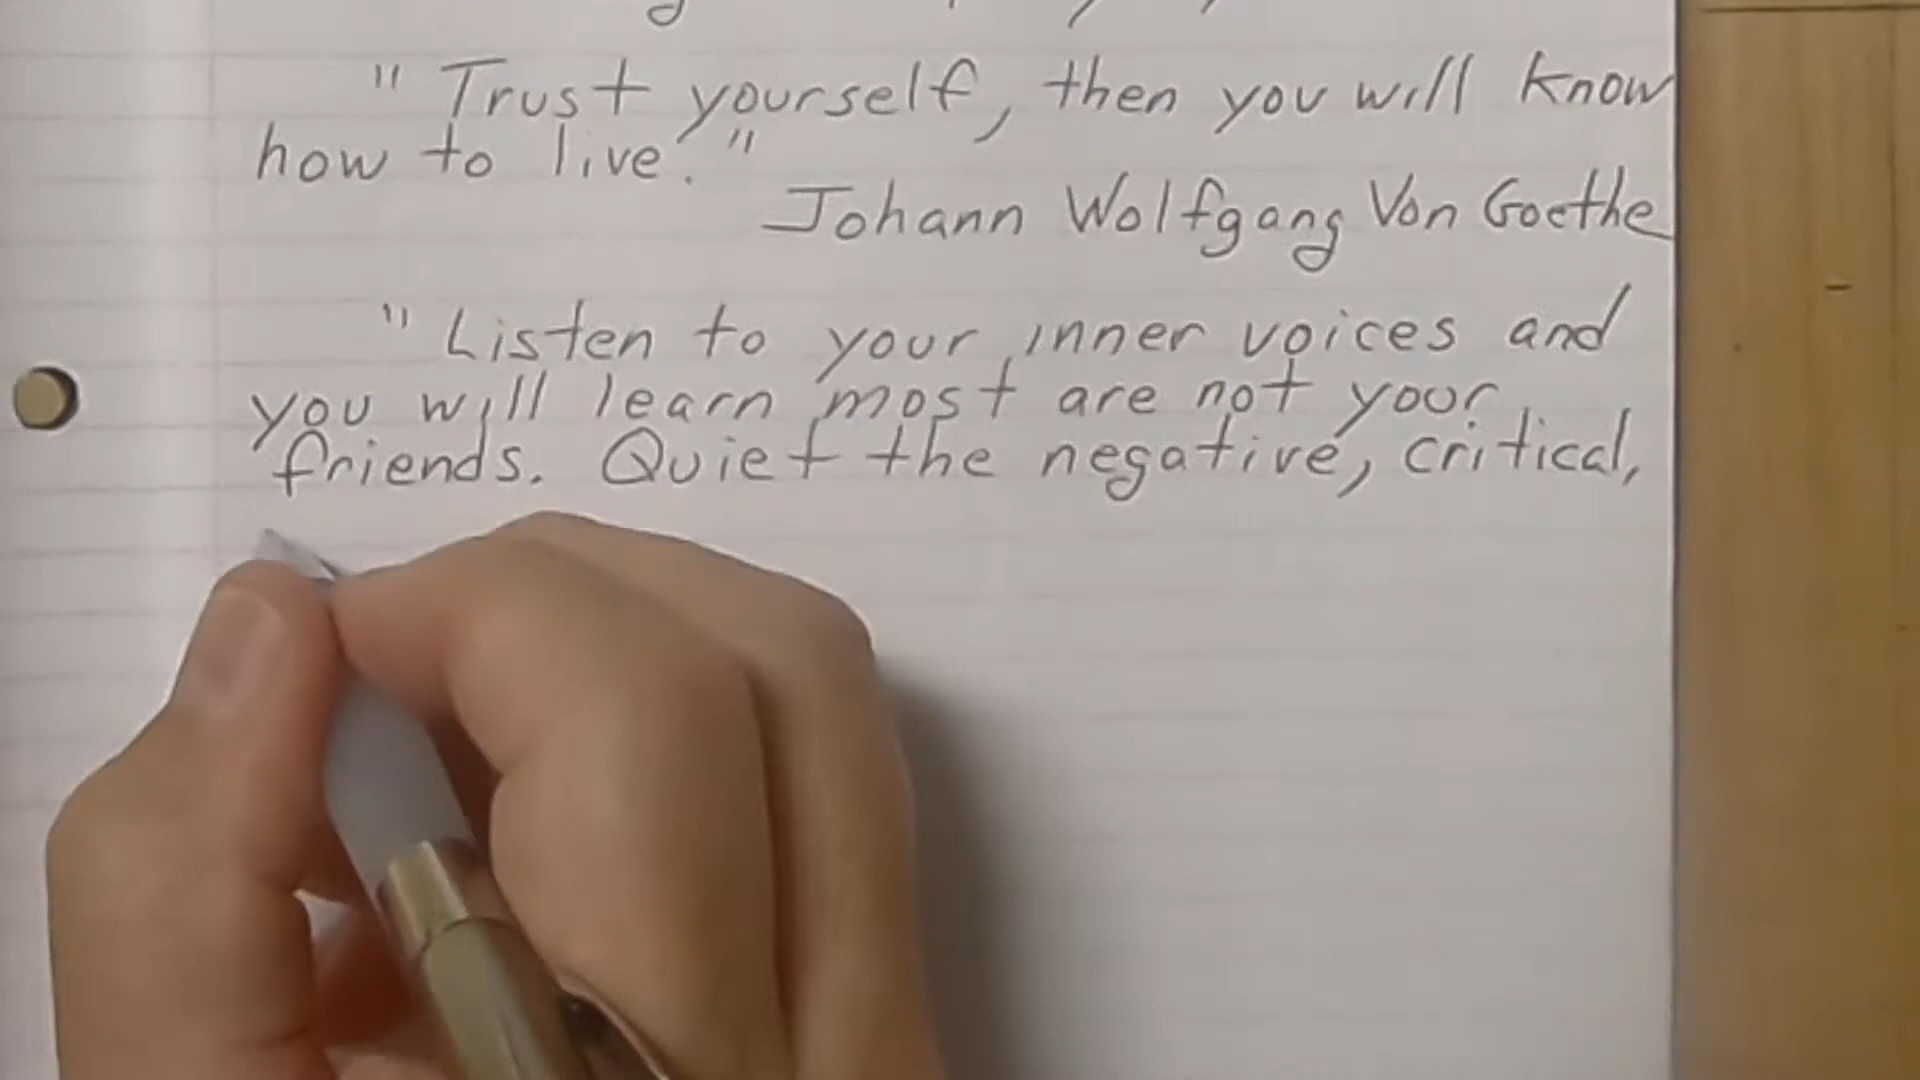 "Trust yourself, then you will know
how to live."
Johann Wolfgang Von Goethe
"Listen to your inner voices and
you will learn most are not your
friends. Quiet the negative, critical,